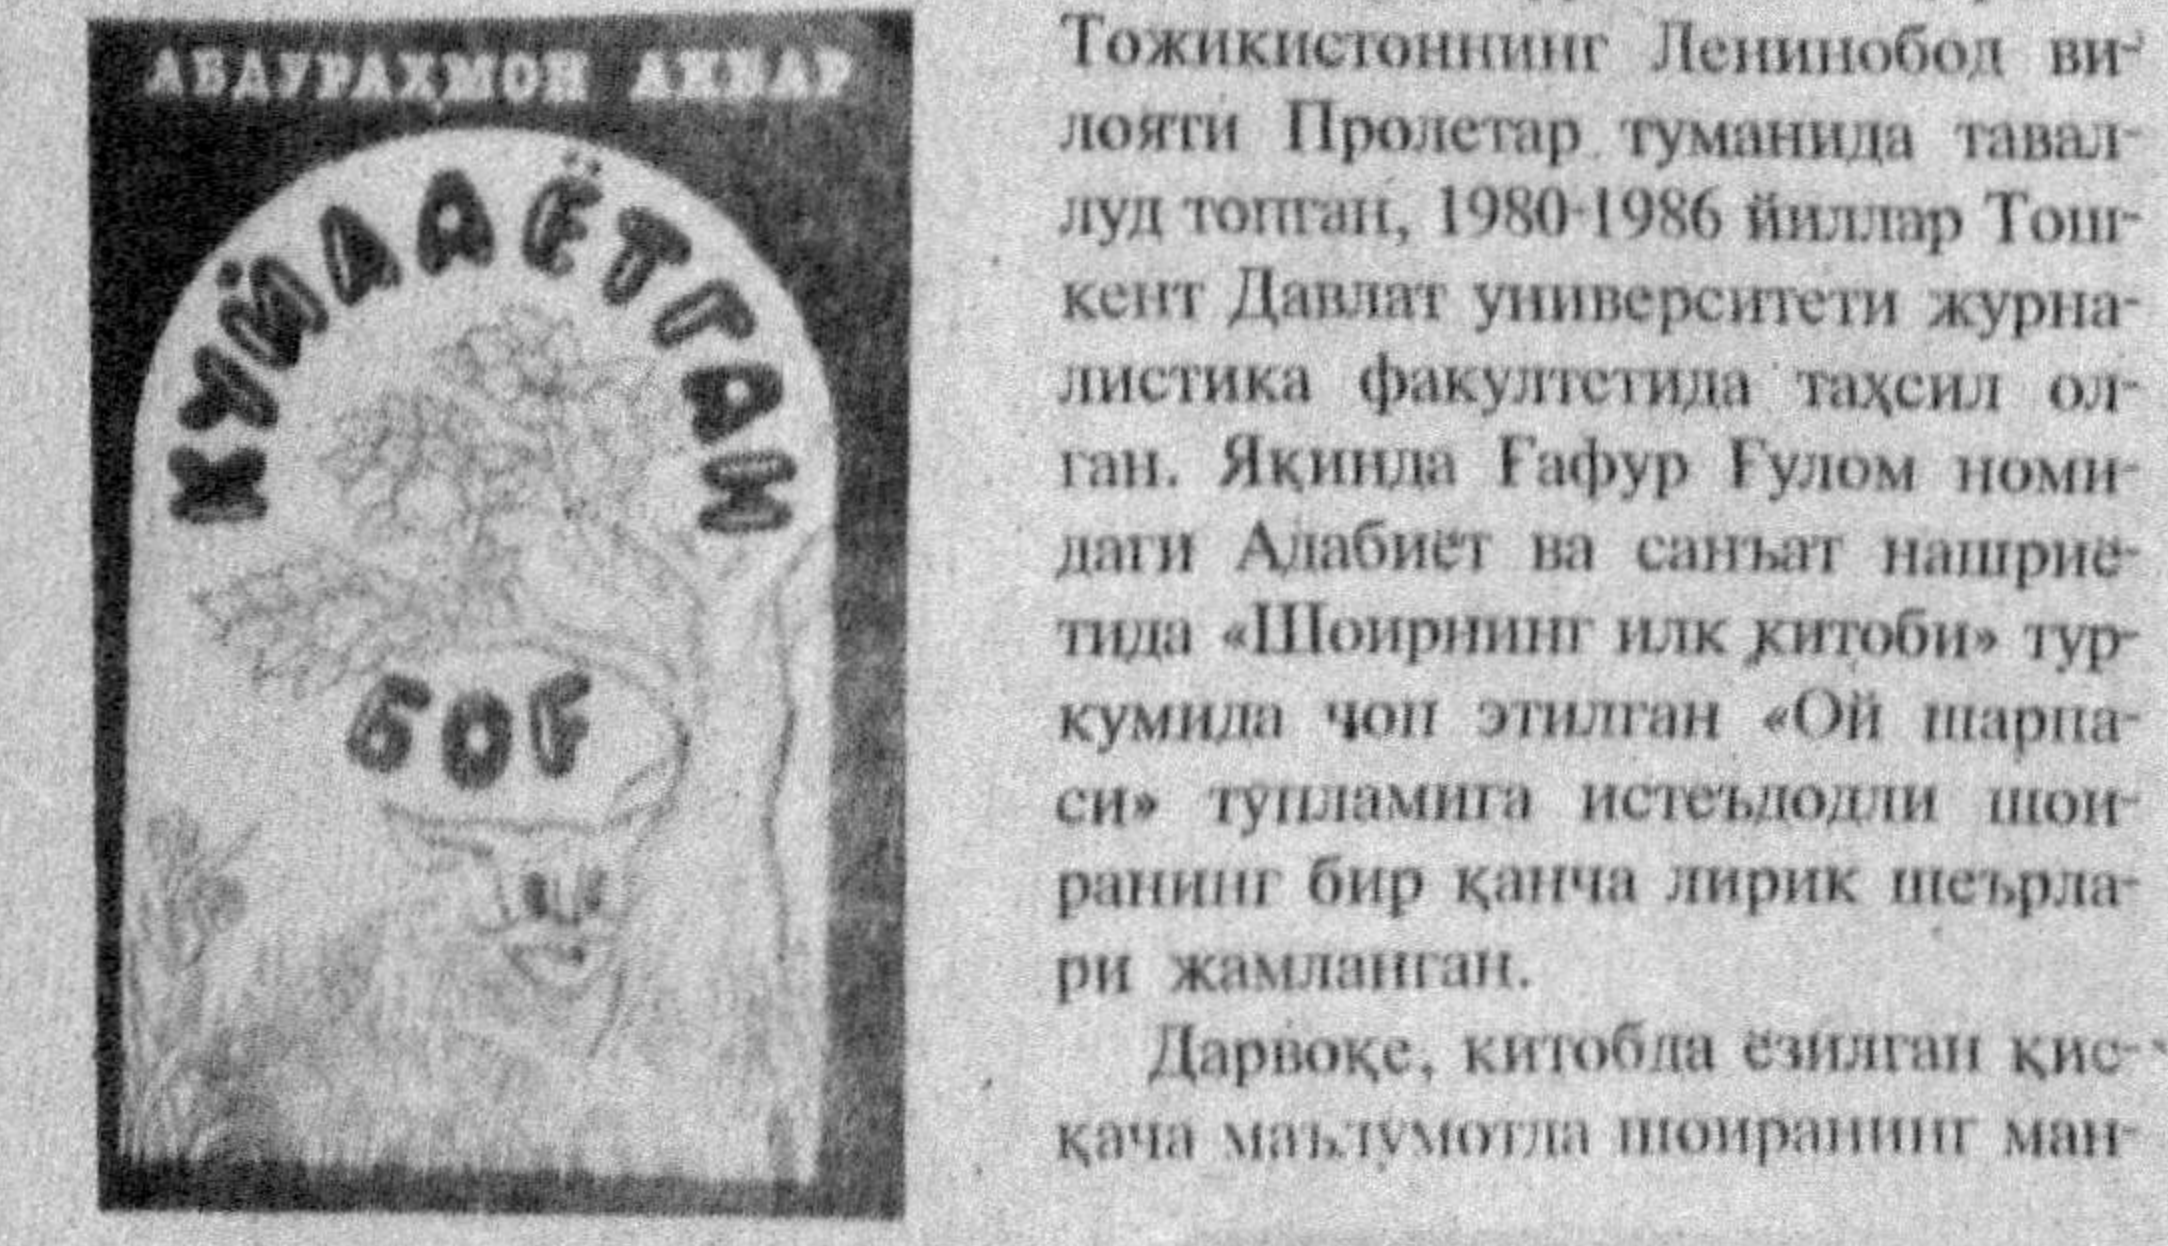 АБДУРАҲМОН АКБАР
КУЙЛАЁТГАН
БОҒ
Тожикистоннинг Ленинобод ви-
лояти Пролетар туманида тавал-
луд топган, 1980-1986 йиллар Тош-
кент Давлат университети журна-
листика факултетида таҳсил ол-
ган. Яқинда Ғафур Ғулом номи-
даги Адабиёт ва санъат нашриё-
тида «Шоирнинг илк китоби» тур-
кумида чоп этилган «Ой шарпа-
си» тўпламига истеъдодли шои-
ранинг бир қанча лирик шеърла-
ри жамланган.
Дарвоқе, китобда ёзилган қис-
қача маълумотда шоиранинг ман-